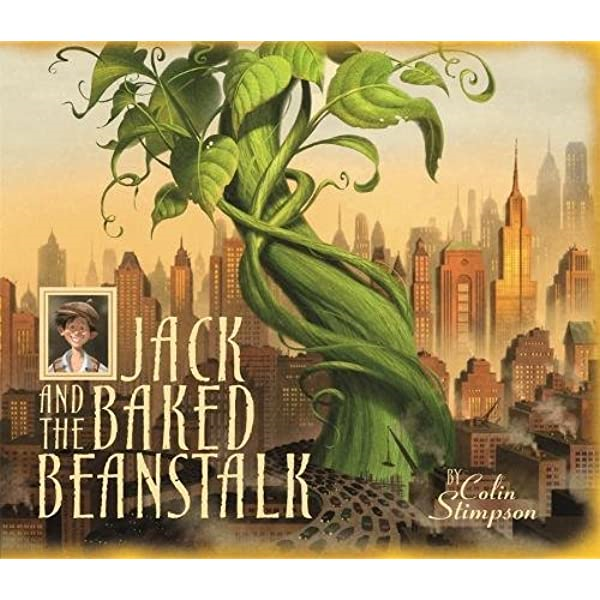 JACK
AND THE BAKED
BEANSTALK
BY Colin
Stimpson